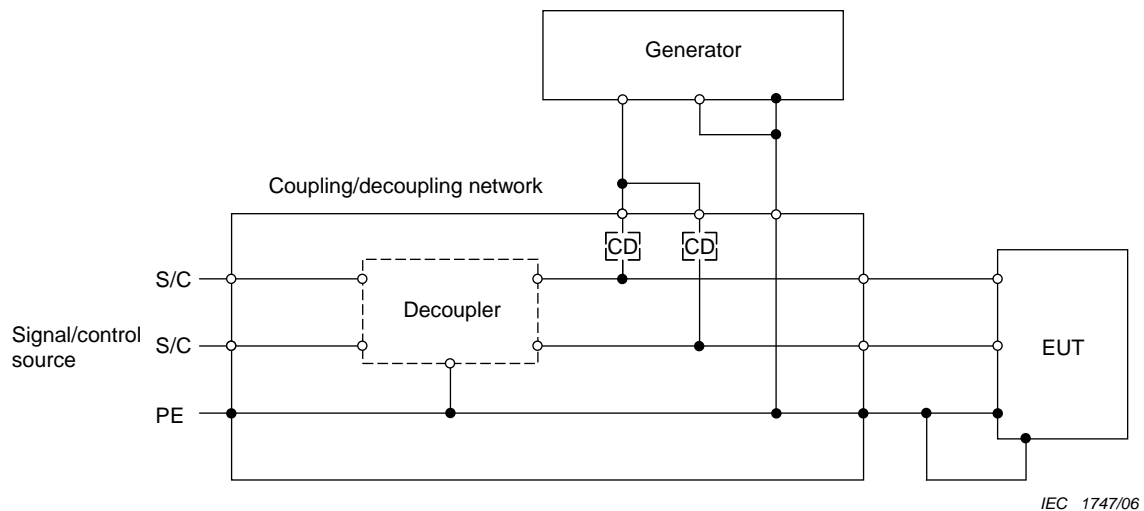 Generator
Coupling/decoupling network
CD CD
S/C
Decoupler
Signal/control
source
S/C
EUT
PE
IEC 1747/06